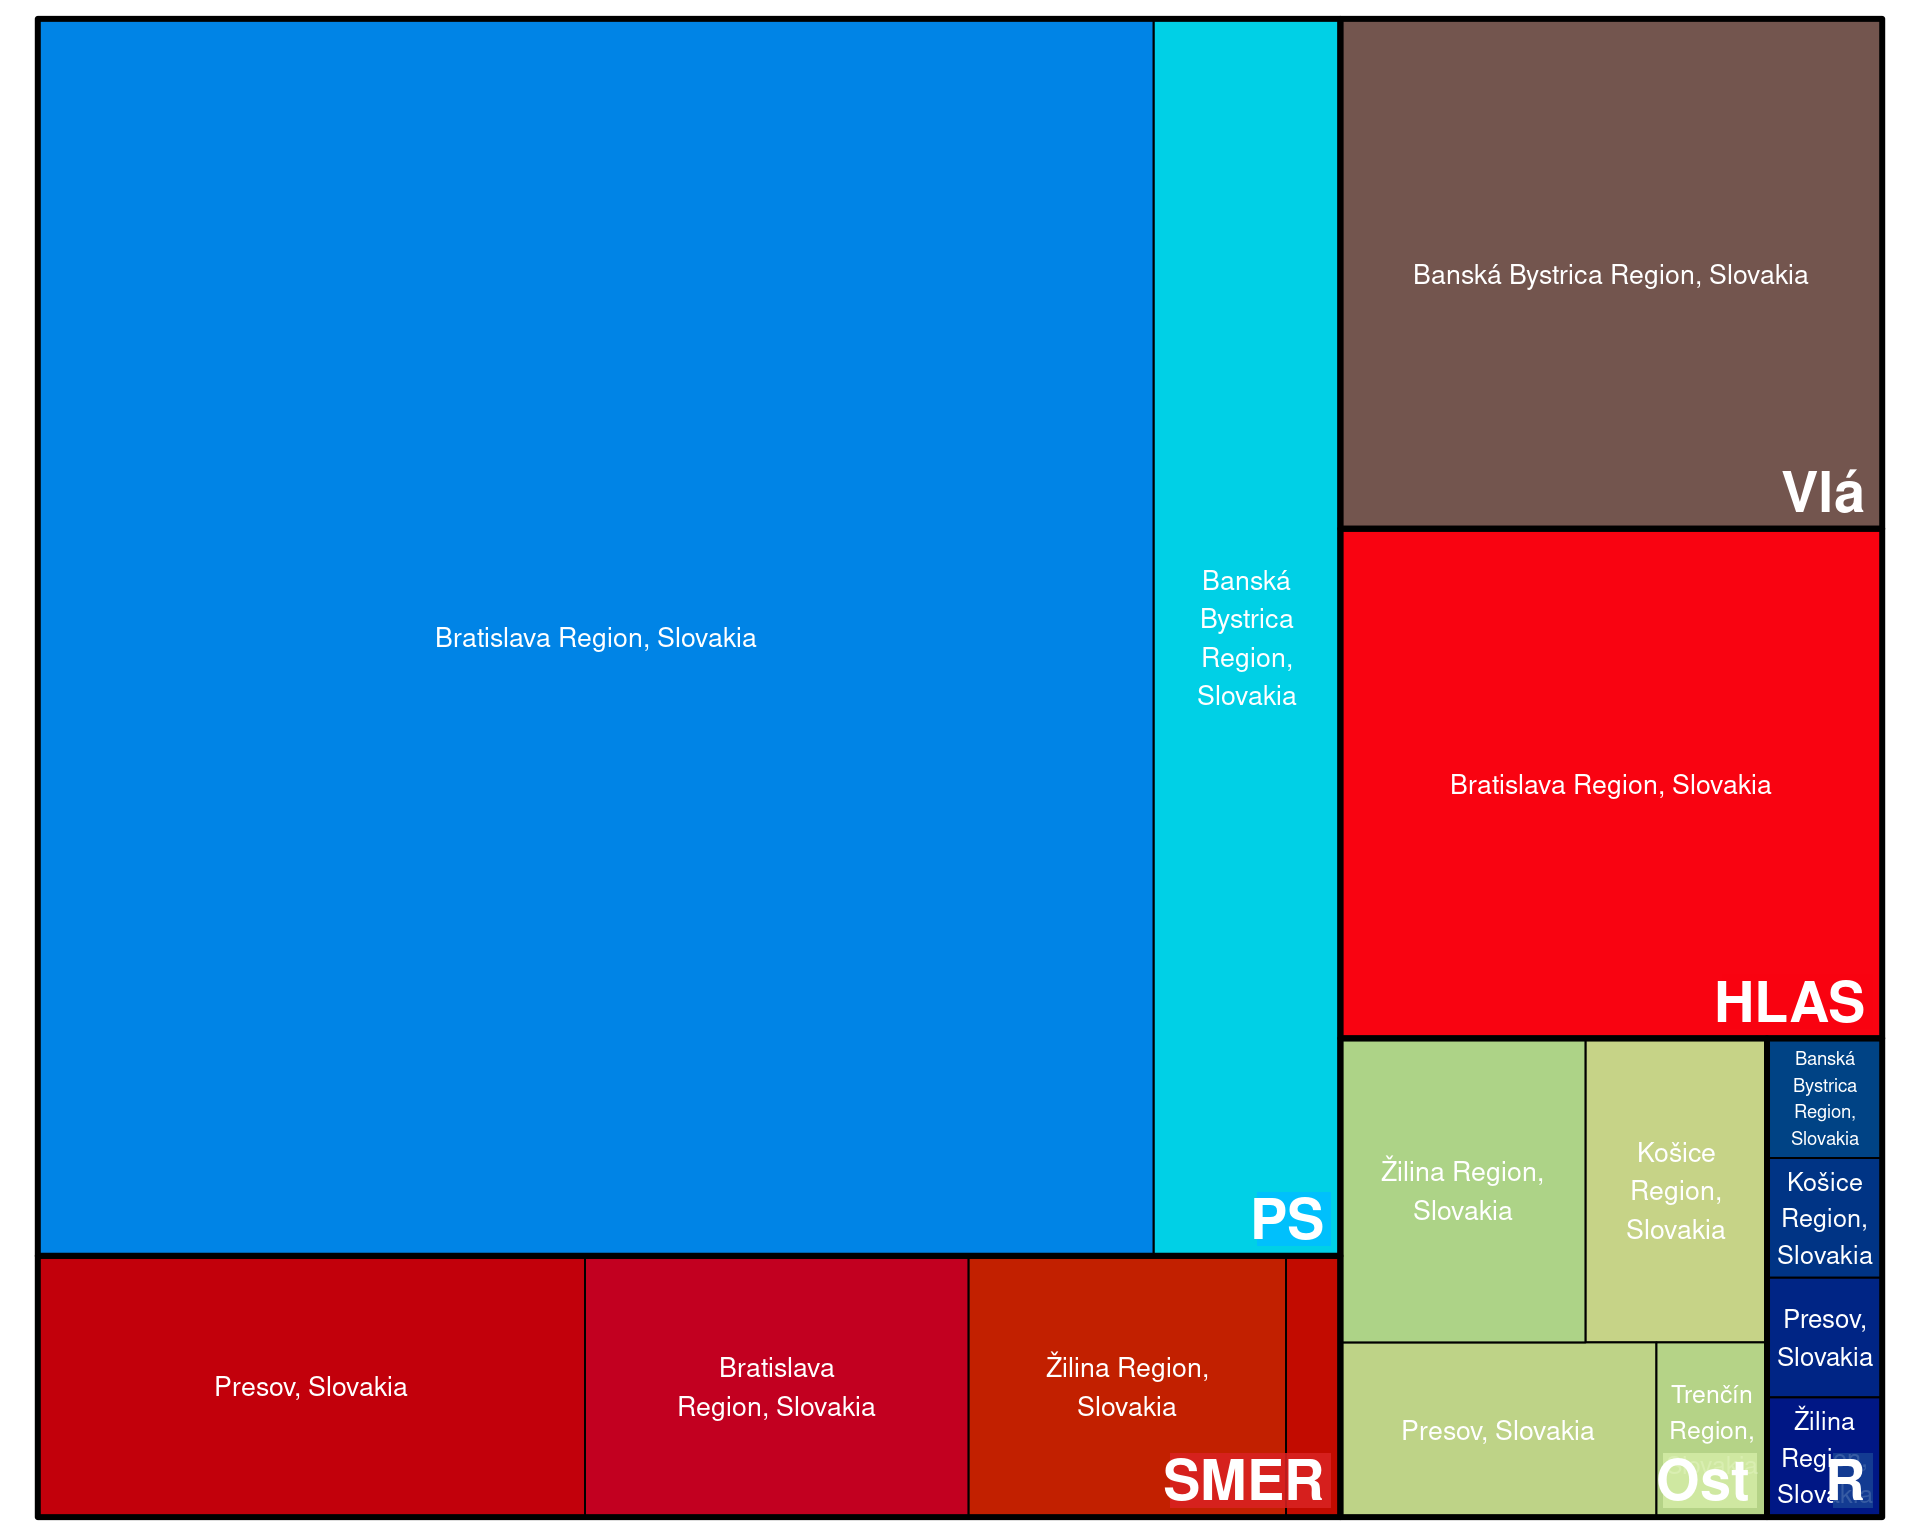 Bratislava Region, Slovakia
Banská
Bystrica
Region,
Slovakia
PS
Presov, Slovakia
Bratislava
Region, Slovakia
Žilina Region,
Slovakia
SMER
Banská Bystrica Region, Slovakia
Vlá
Bratislava Region, Slovakia
HLAS
Žilina Region,
Slovakia
Košice
Region,
Slovakia
Presov, Slovakia
Trenčín
Region,
Ost
Banská
Bystrica
Region,
Slovakia
Košice
Region,
Slovakia
Presov,
Slovakia
Žilina
Region,
Slovakia
R